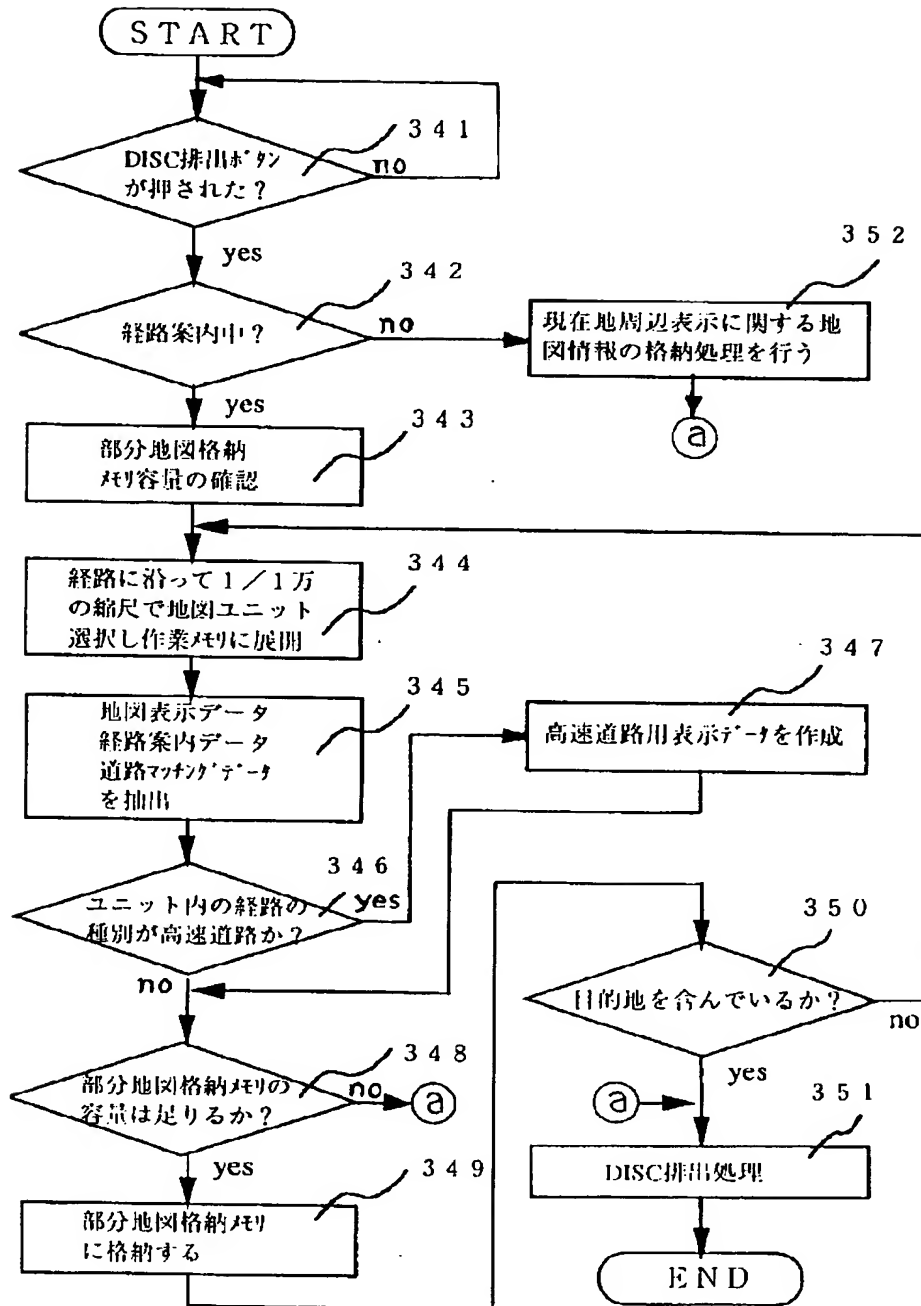 START
341
DISC排出ボタン
が押された？
no
yes
342
経路案内中？
no
352
現在地周辺表示に関する地
図情報の格納処理を行う
a
yes
343
部分地図格納
メモリ容量の確認
344
経路に沿って１／１万
の縮尺で地図ユニット
選択し作業メモリに展開
345
地図表示データ
経路案内データ
道路マッチングデータ
を抽出
347
高速道路用表示データを作成
346
ユニット内の経路の
種別が高速道路か？
yes
no
348
部分地図格納メモリの
容量は足りるか？
no
a
yes
349
部分地図格納メモリ
に格納する
350
目的地を含んでいるか？
no
yes
a
351
DISC排出処理
END